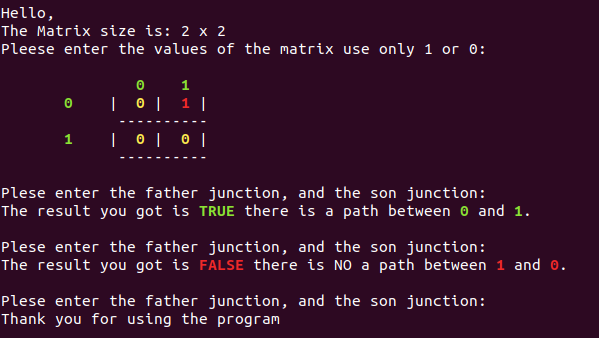 Hello,
The Matrix size is: 2 x 2
Pleese enter the values of the matrix use only 1 or 0:
0 1
0 | 0 | 1 |
----------
1 | 0 | 0 |
----------
Plese enter the father junction, and the son junction:
The result you got is TRUE there is a path between 0 and 1.
Plese enter the father junction, and the son junction:
The result you got is FALSE there is NO a path between 1 and 0.
Plese enter the father junction, and the son junction:
Thank you for using the program